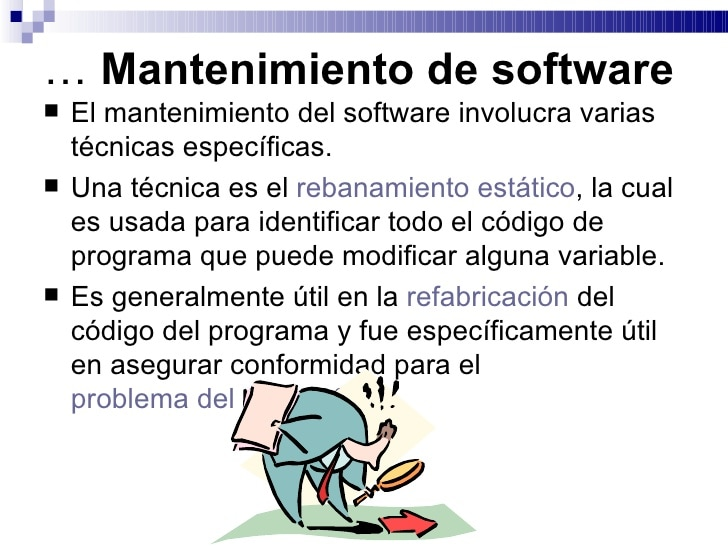 … Mantenimiento de software
El mantenimiento del software involucra varias
técnicas específicas.
Una técnica es el rebanamiento estático, la cual
es usada para identificar todo el código de
programa que puede modificar alguna variable.
Es generalmente útil en la refabricación del
código del programa y fue específicamente útil
en asegurar conformidad para el
problema del
!!!